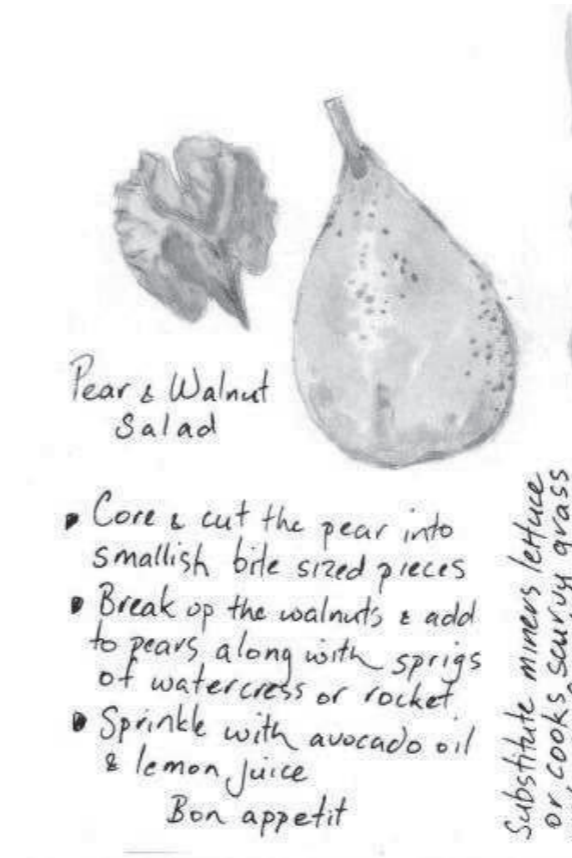 Pear & Walnut
Salad
• Core & cut the pear into
smallish bite sized pieces
• Break up the walnuts & add
to pears along with sprigs
of watercress or rocket
• Sprinkle with avocado oil
& lemon juice
Bon appetit
Substitute miners lettuce
or cooks scurvy grass